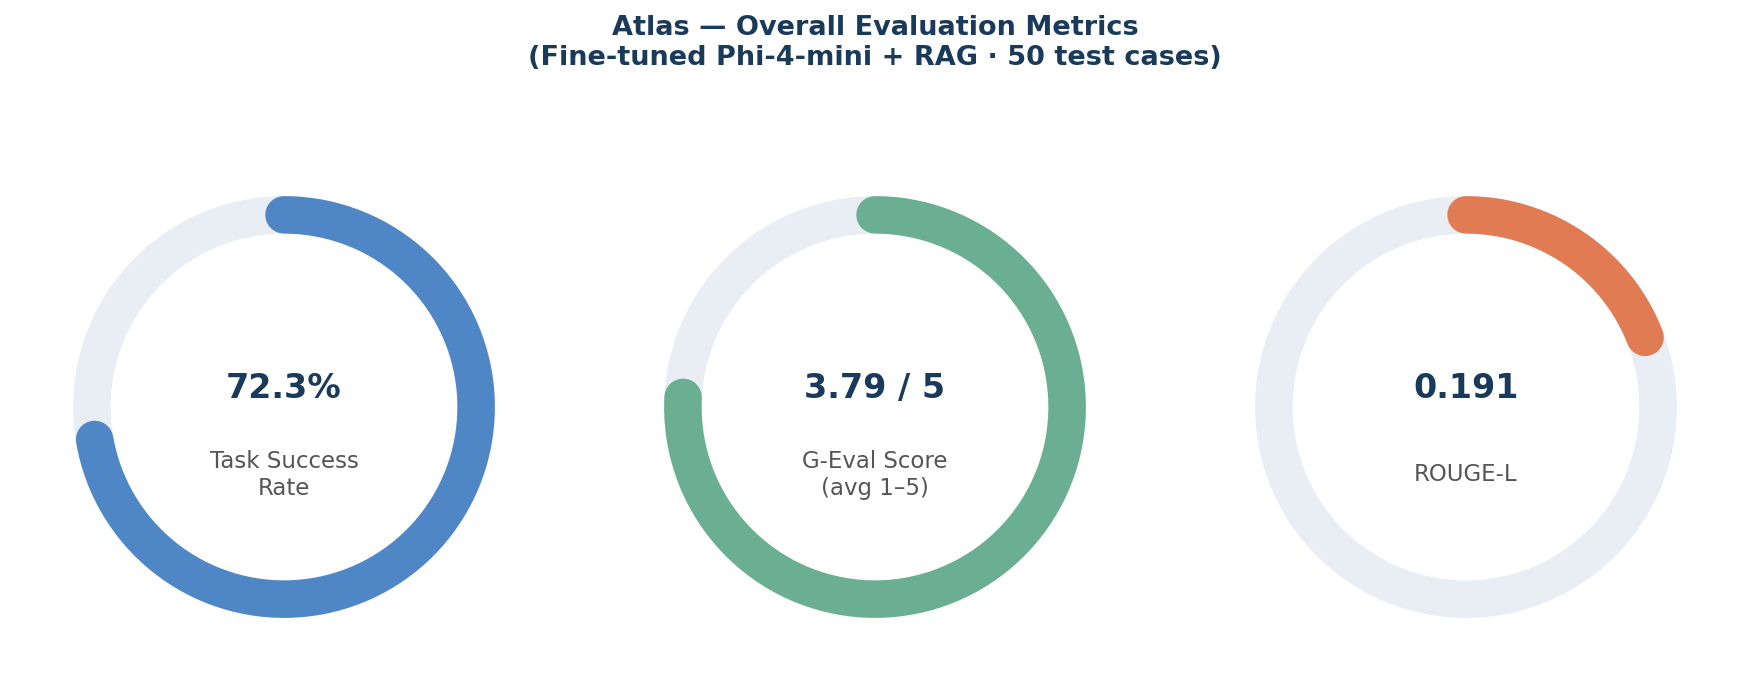 Atlas — Overall Evaluation Metrics
(Fine-tuned Phi-4-mini + RAG · 50 test cases)
72.3%
Task Success
Rate
3.79 / 5
G-Eval Score
(avg 1–5)
0.191
ROUGE-L